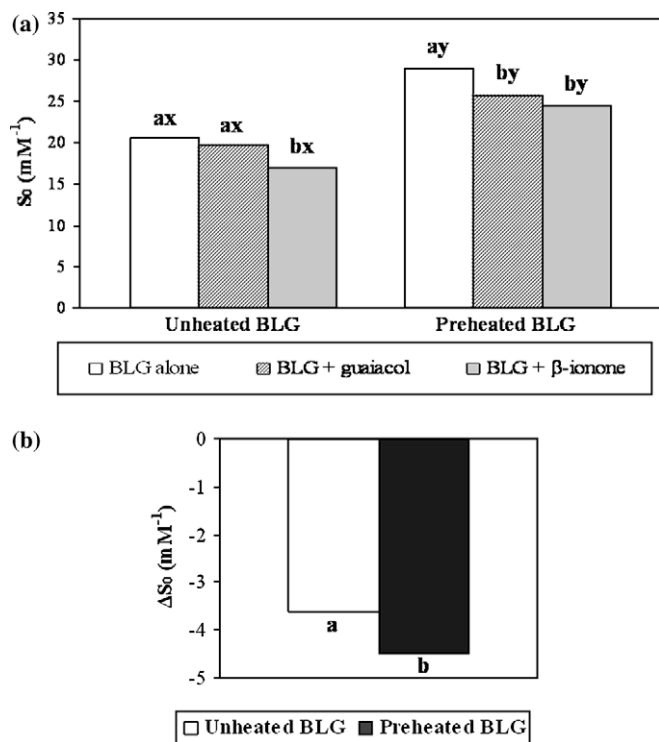 (a)
35
30
25
20
15
10
5
0
S₀ (mM⁻¹)
ax ax bx
ay by by
Unheated BLG Preheated BLG
BLG alone BLG + guaiacol BLG + β-ionone
(b)
0
-1
-2
-3
-4
-5
ΔS₀ (mM⁻¹)
a
b
Unheated BLG Preheated BLG